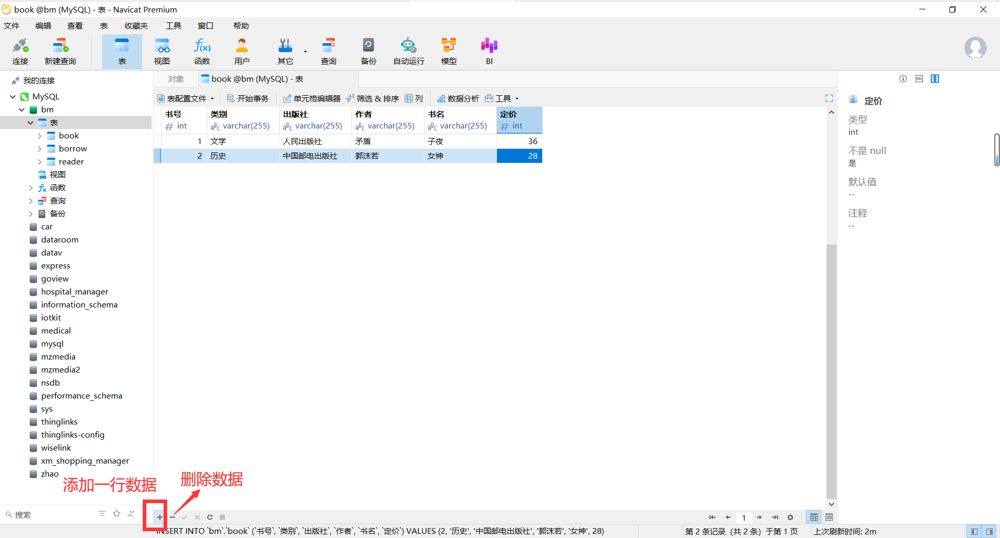 book @bm (MySQL) - 表 - Navicat Premium
文件 编辑 查看 表 收藏夹 工具 窗口 帮助
连接 新建查询 表 视图 函数 用户 其它 查询 备份 自动运行 模型 BI
我的连接
MySQL
bm
表
book
borrow
reader
视图
函数
查询
备份
car
dataroom
datav
express
goview
hospital_manager
information_schema
iotkit
medical
mysql
mzmedia
mzmedia2
nsdb
performance_schema
sys
thinglinks
thinglinks-config
wiselink
xm_shopping_manager
zhao
搜索
对象 book @bm (MySQL) - 表
表配置文件 开始事务 单元格编辑器 筛选 & 排序 列 数据分析 工具
书号 类别 出版社 作者 书名 定价
# int ABC varchar(255) ABC varchar(255) ABC varchar(255) ABC varchar(255) # int
1 文学 人民出版社 矛盾 子夜 36
2 历史 中国邮电出版社 郭沫若 女神 28
添加一行数据
删除数据
1
INSERT INTO `bm`.`book` (`书号`, `类别`, `出版社`, `作者`, `书名`, `定价`) VALUES (2, '历史', '中国邮电出版社', '郭沫若', '女神', 28)
第 2 条记录 (共 2 条) 于第 1 页
上次刷新时间: 2m
DDL
定价
类型
int
不是 null
是
默认值
--
注释
--